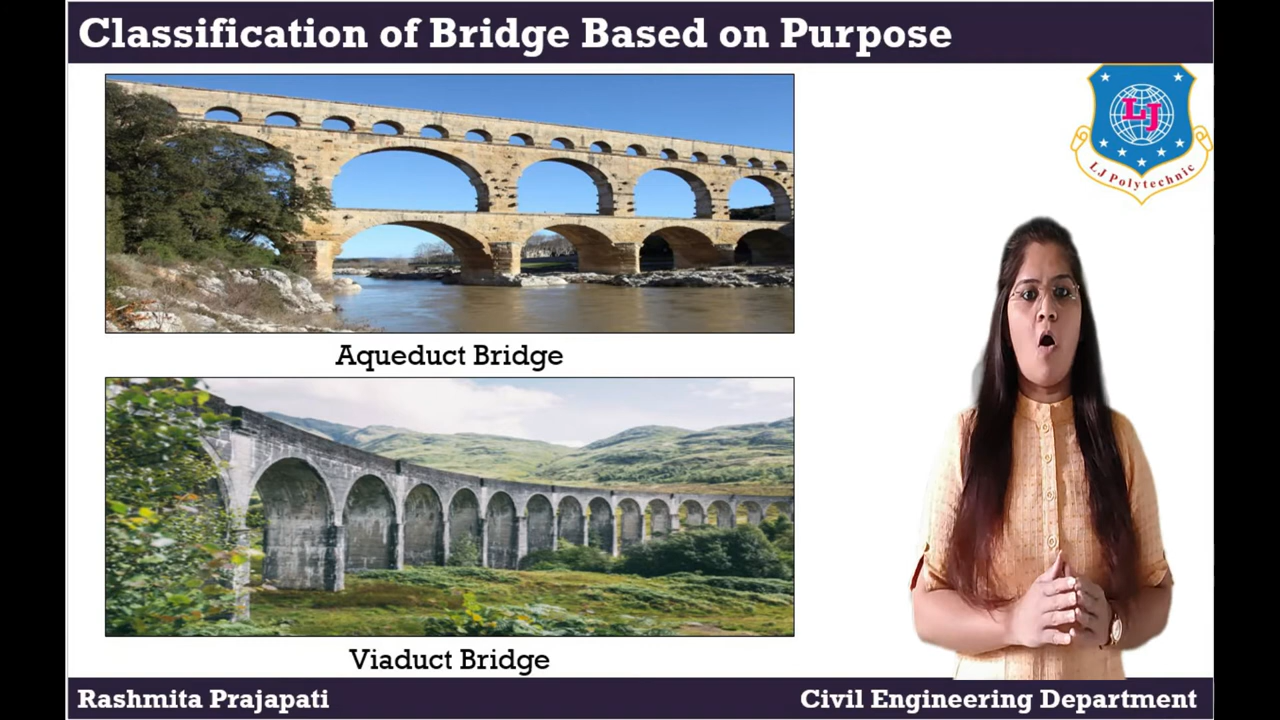 Classification of Bridge Based on Purpose
LJ
LJ Polytechnic
Aqueduct Bridge
Viaduct Bridge
Rashmita Prajapati
Civil Engineering Department